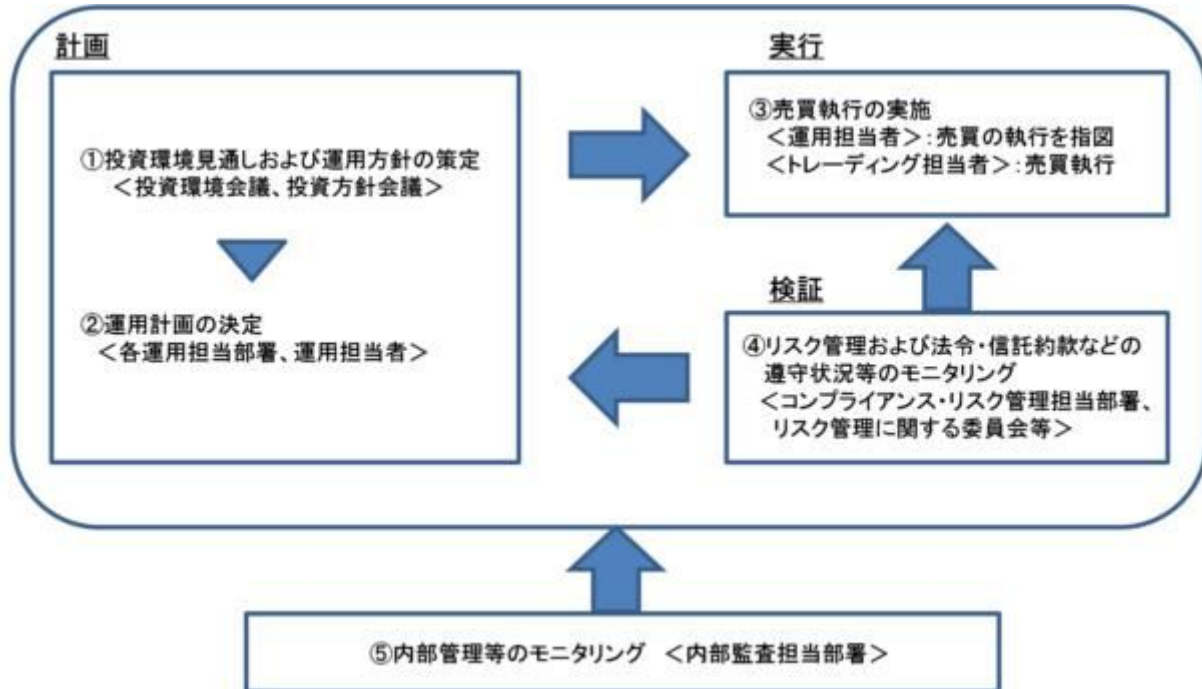 計画
①投資環境見通しおよび運用方針の策定
＜投資環境会議、投資方針会議＞
②運用計画の決定
＜各運用担当部署、運用担当者＞
実行
③売買執行の実施
＜運用担当者＞：売買の執行を指図
＜トレーディング担当者＞：売買執行
検証
④リスク管理および法令・信託約款などの
遵守状況等のモニタリング
＜コンプライアンス・リスク管理担当部署、
リスク管理に関する委員会等＞
⑤内部管理等のモニタリング　＜内部監査担当部署＞